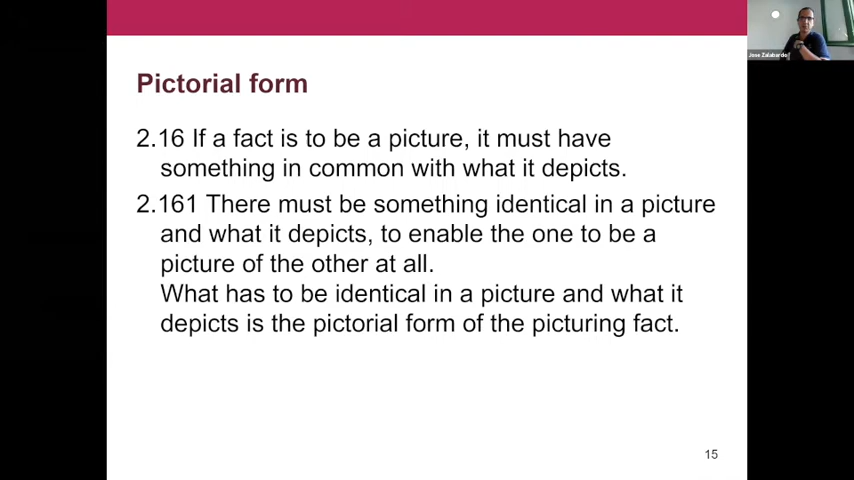 Jose Zalabardo
Pictorial form
2.16 If a fact is to be a picture, it must have
something in common with what it depicts.
2.161 There must be something identical in a picture
and what it depicts, to enable the one to be a
picture of the other at all.
What has to be identical in a picture and what it
depicts is the pictorial form of the picturing fact.
15